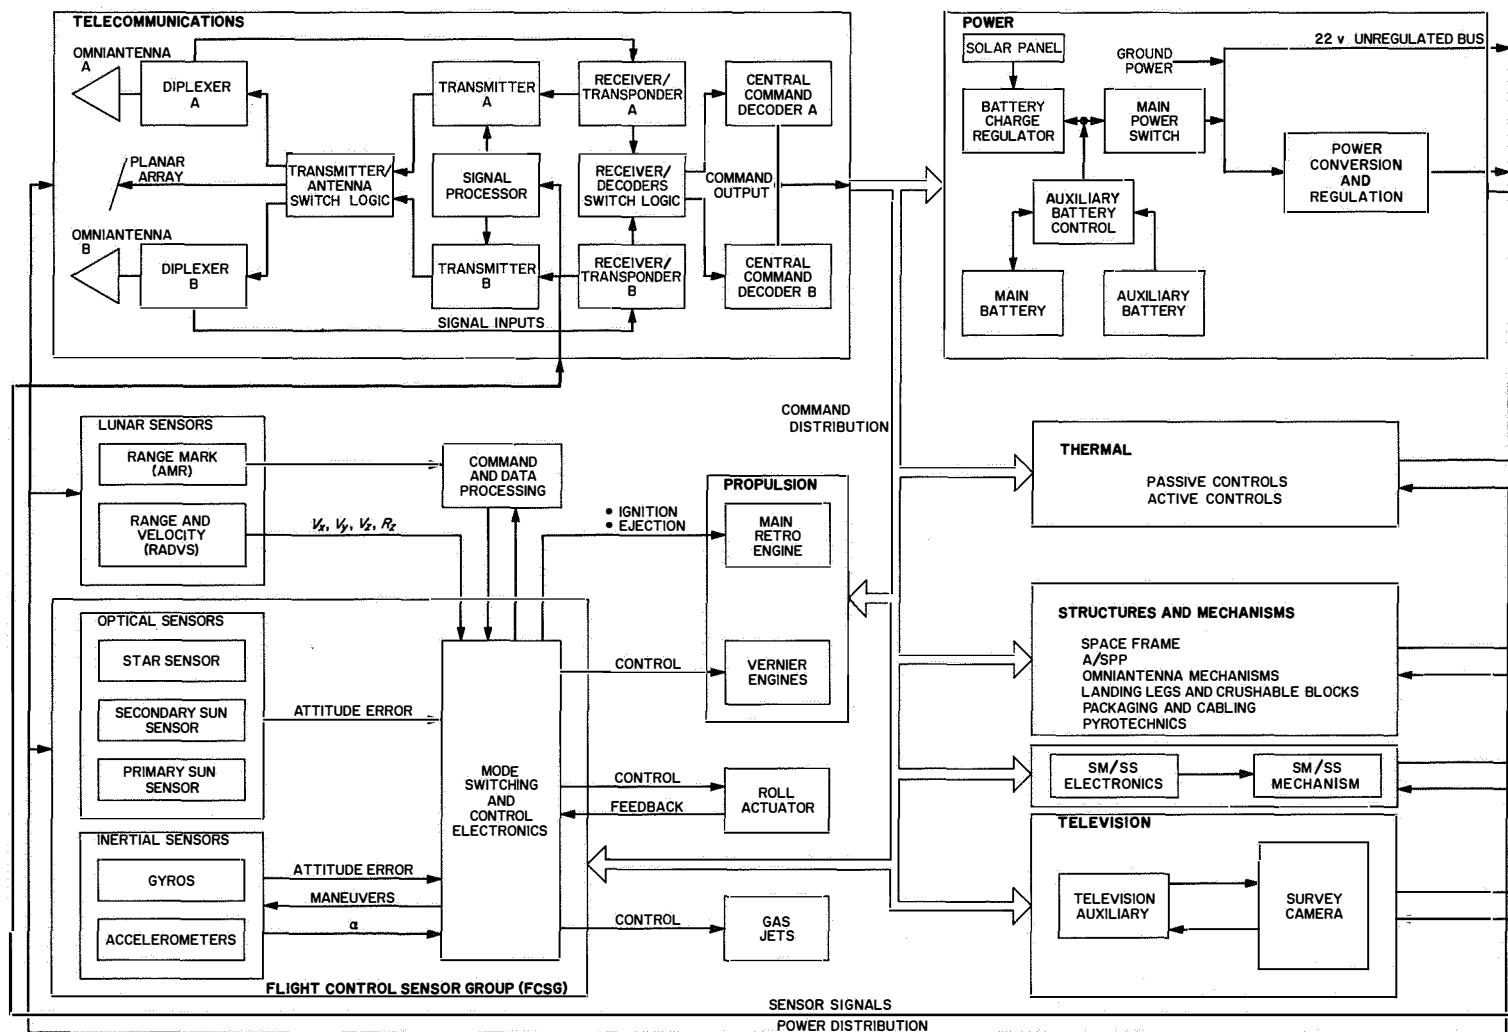 TELECOMMUNICATIONS
OMNIANTENNA
A
DIPLEXER
A
TRANSMITTER
A
RECEIVER/
TRANSPONDER
A
CENTRAL
COMMAND
DECODER A
PLANAR
ARRAY
TRANSMITTER/
ANTENNA
SWITCH LOGIC
SIGNAL
PROCESSOR
RECEIVER/
DECODERS
SWITCH LOGIC
COMMAND
OUTPUT
OMNIANTENNA
B
DIPLEXER
B
TRANSMITTER
B
RECEIVER/
TRANSPONDER
B
CENTRAL
COMMAND
DECODER B
SIGNAL INPUTS
POWER
SOLAR PANEL
GROUND
POWER
22 v UNREGULATED BUS
BATTERY
CHARGE
REGULATOR
MAIN
POWER
SWITCH
POWER
CONVERSION
AND
REGULATION
AUXILIARY
BATTERY
CONTROL
MAIN
BATTERY
AUXILIARY
BATTERY
COMMAND
DISTRIBUTION
LUNAR SENSORS
RANGE MARK
(AMR)
RANGE AND
VELOCITY
(RADVS)
COMMAND
AND DATA
PROCESSING
Vx, Vy, Vz, Rz
• IGNITION
• EJECTION
PROPULSION
MAIN
RETRO
ENGINE
VERNIER
ENGINES
THERMAL
PASSIVE CONTROLS
ACTIVE CONTROLS
OPTICAL SENSORS
STAR SENSOR
SECONDARY SUN
SENSOR
PRIMARY SUN
SENSOR
ATTITUDE ERROR
MODE
SWITCHING
AND
CONTROL
ELECTRONICS
CONTROL
CONTROL
FEEDBACK
ROLL
ACTUATOR
STRUCTURES AND MECHANISMS
SPACE FRAME
A/SPP
OMNIANTENNA MECHANISMS
LANDING LEGS AND CRUSHABLE BLOCKS
PACKAGING AND CABLING
PYROTECHNICS
SM/SS
ELECTRONICS
SM/SS
MECHANISM
INERTIAL SENSORS
GYROS
ACCELEROMETERS
ATTITUDE ERROR
MANEUVERS
α
CONTROL
GAS
JETS
TELEVISION
TELEVISION
AUXILIARY
SURVEY
CAMERA
FLIGHT CONTROL SENSOR GROUP (FCSG)
SENSOR SIGNALS
POWER DISTRIBUTION